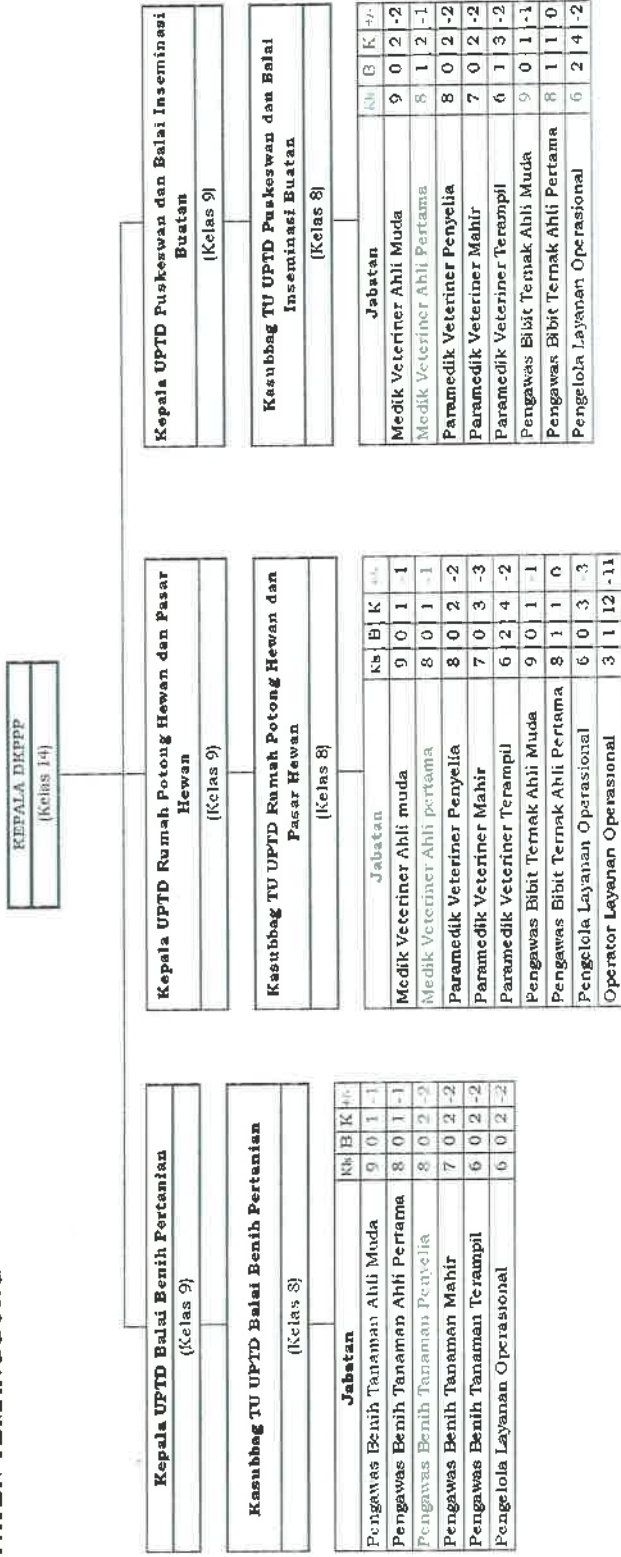 KEPALA DKPPP
(Kelas 14)
Kepala UPTD Balai Benih Pertanian
(Kelas 9)
Kasubbag TU UPTD Balai Benih Pertanian
(Kelas 8)
Jabatan Kls B K +/-
Pengawas Benih Tanaman Ahli Muda 9 0 1 -1
Pengawas Benih Tanaman Ahli Pertama 8 0 1 -1
Pengawas Benih Tanaman Penyelia 8 0 2 -2
Pengawas Benih Tanaman Mahir 7 0 2 -2
Pengawas Benih Tanaman Terampil 6 0 2 -2
Pengelola Layanan Operasional 6 0 2 -2
Kepala UPTD Rumah Potong Hewan dan Pasar
Hewan
(Kelas 9)
Kasubbag TU UPTD Rumah Potong Hewan dan
Pasar Hewan
(Kelas 8)
Jabatan Kls B K +/-
Medik Veteriner Ahli muda 9 0 1 -1
Medik Veteriner Ahli pertama 8 0 1 -1
Paramedik Veteriner Penyelia 8 0 2 -2
Paramedik Veteriner Mahir 7 0 3 -3
Paramedik Veteriner Terampil 6 2 4 -2
Pengawas Bibit Ternak Ahli Muda 9 0 1 -1
Pengawas Bibit Ternak Ahli Pertama 8 1 1 0
Pengelola Layanan Operasional 6 0 3 -3
Operator Layanan Operasional 3 1 12 -11
Kepala UPTD Puskeswan dan Balai Inseminasi
Buatan
(Kelas 9)
Kasubbag TU UPTD Puskeswan dan Balai
Inseminasi Buatan
(Kelas 8)
Jabatan Kls B K +/-
Medik Veteriner Ahli Muda 9 0 2 -2
Medik Veteriner Ahli Pertama 8 1 2 -1
Paramedik Veteriner Penyelia 8 0 2 -2
Paramedik Veteriner Mahir 7 0 2 -2
Paramedik Veteriner Terampil 6 1 3 -2
Pengawas Bibit Ternak Ahli Muda 9 0 1 -1
Pengawas Bibit Ternak Ahli Pertama 8 1 1 0
Pengelola Layanan Operasional 6 2 4 -2